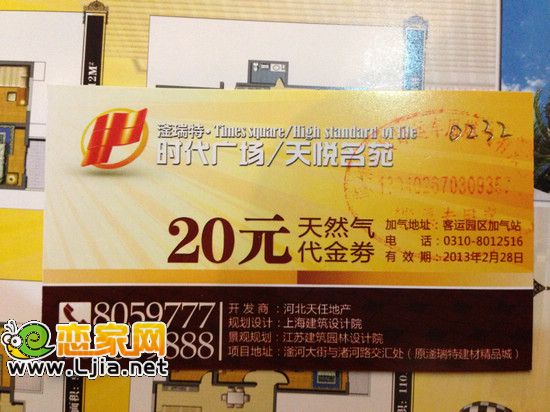 滏瑞特·Times square/High standard of life
时代广场/天悦名苑
0232
20元 天然气代金劵
加气地址：客运园区加气站
电　话：0310-8012516
有 效 期：2013年2月28日
8059777
888
开 发 商：河北天任地产
规划设计：上海建筑设计院
景观规划：江苏建筑园林设计院
项目地址：滏河大街与渚河路交汇处（原滏瑞特建材精品城）
恋家网
www.Ljia.net